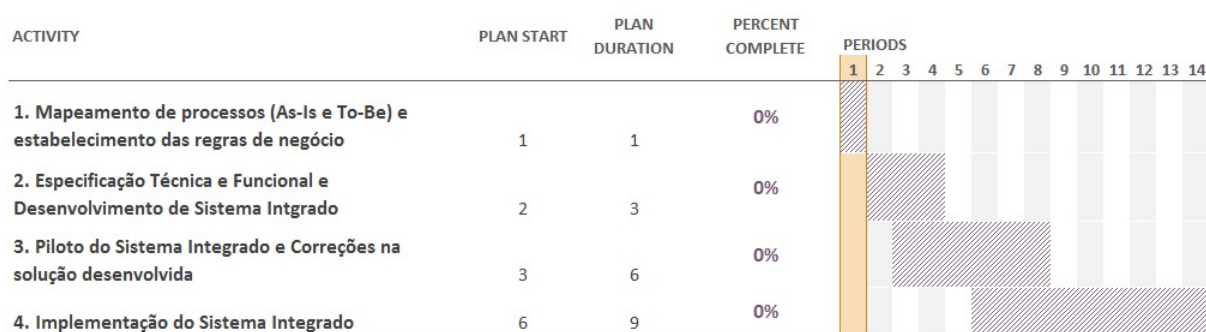 ACTIVITY PLAN START PLAN DURATION PERCENT COMPLETE PERIODS
1 2 3 4 5 6 7 8 9 10 11 12 13 14
1. Mapeamento de processos (As-Is e To-Be) e
estabelecimento das regras de negócio 1 1 0%
2. Especificação Técnica e Funcional e
Desenvolvimento de Sistema Intgrado 2 3 0%
3. Piloto do Sistema Integrado e Correções na
solução desenvolvida 3 6 0%
4. Implementação do Sistema Integrado 6 9 0%